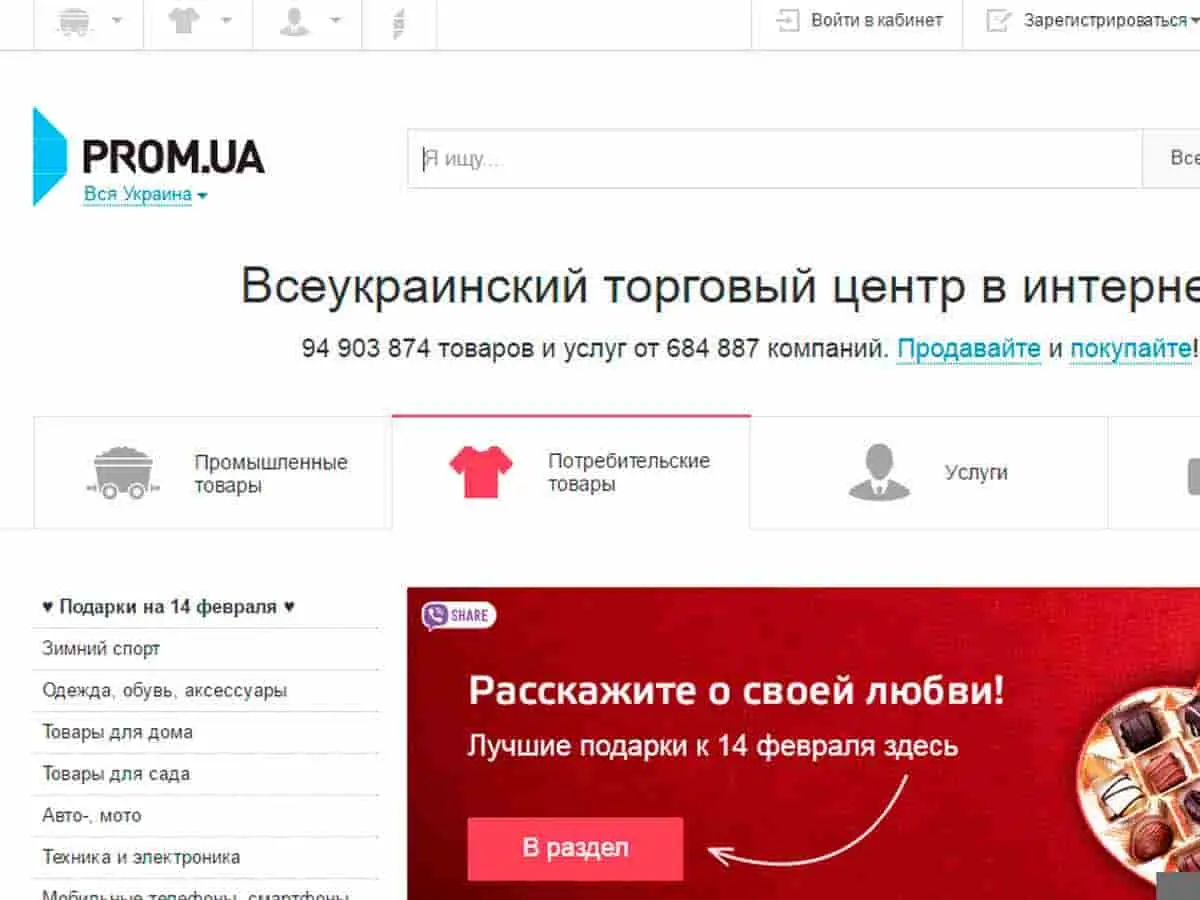 Войти в кабинет
Зарегистрироваться
PROM.UA
Вся Украина
Я ищу...
Все
Всеукраинский торговый центр в интерне
94 903 874 товаров и услуг от 684 887 компаний. Продавайте и покупайте!
Промышленные
товары
Потребительские
товары
Услуги
♥ Подарки на 14 февраля ♥
Зимний спорт
Одежда, обувь, аксессуары
Товары для дома
Товары для сада
Авто-, мото
Техника и электроника
Мобильные телефоны, смартфоны
SHARE
Расскажите о своей любви!
Лучшие подарки к 14 февраля здесь
В раздел